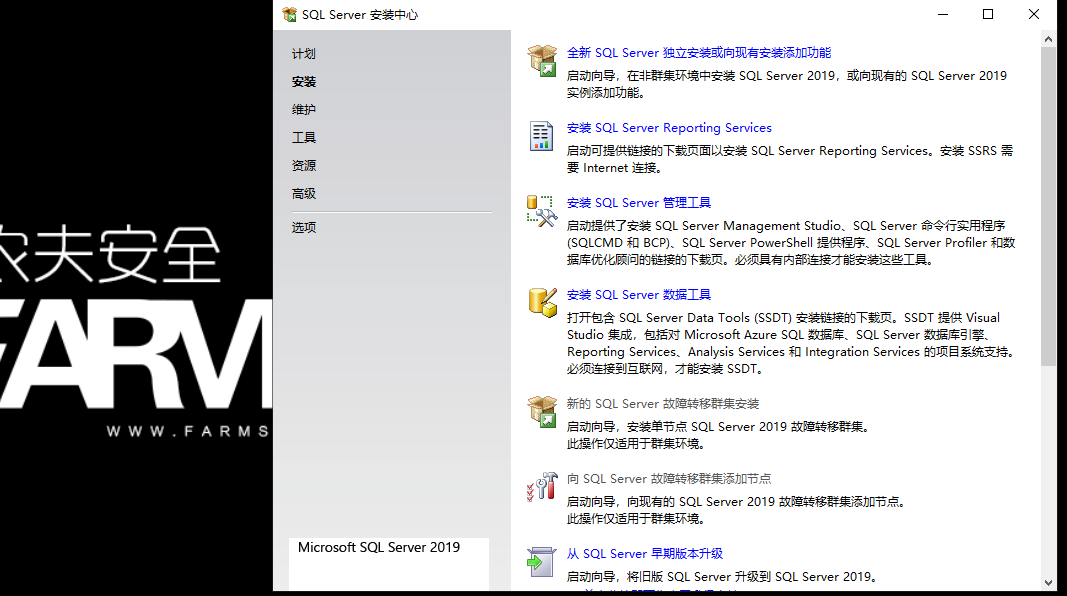 SQL Server 安装中心
计划
安装
维护
工具
资源
高级
选项
Microsoft SQL Server 2019
全新 SQL Server 独立安装或向现有安装添加功能
启动向导，在非群集环境中安装 SQL Server 2019，或向现有的 SQL Server 2019
实例添加功能。
安装 SQL Server Reporting Services
启动可提供链接的下载页面以安装 SQL Server Reporting Services。安装 SSRS 需
要 Internet 连接。
安装 SQL Server 管理工具
启动提供了安装 SQL Server Management Studio、SQL Server 命令行实用程序
(SQLCMD 和 BCP)、SQL Server PowerShell 提供程序、SQL Server Profiler 和数
据库优化顾问的链接的下载页。必须具有内部连接才能安装这些工具。
安装 SQL Server 数据工具
打开包含 SQL Server Data Tools (SSDT) 安装链接的下载页。SSDT 提供 Visual
Studio 集成，包括对 Microsoft Azure SQL 数据库、SQL Server 数据库引擎、
Reporting Services、Analysis Services 和 Integration Services 的项目系统支持。
必须连接到互联网，才能安装 SSDT。
新的 SQL Server 故障转移群集安装
启动向导，安装单节点 SQL Server 2019 故障转移群集。
此操作仅适用于群集环境。
向 SQL Server 故障转移群集添加节点
启动向导，向现有的 SQL Server 2019 故障转移群集添加节点。
此操作仅适用于群集环境。
从 SQL Server 早期版本升级
启动向导，将旧版 SQL Server 升级到 SQL Server 2019。
农夫安全
FARM
WWW.FARMS